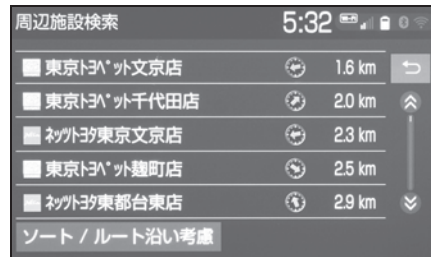 周辺施設検索 5:32
東京トヨペット文京店 1.6 km
東京トヨペット千代田店 2.0 km
ネッツトヨタ東京文京店 2.3 km
東京トヨペット麹町店 2.5 km
ネッツトヨタ東都台東店 2.9 km
ソート / ルート沿い考慮